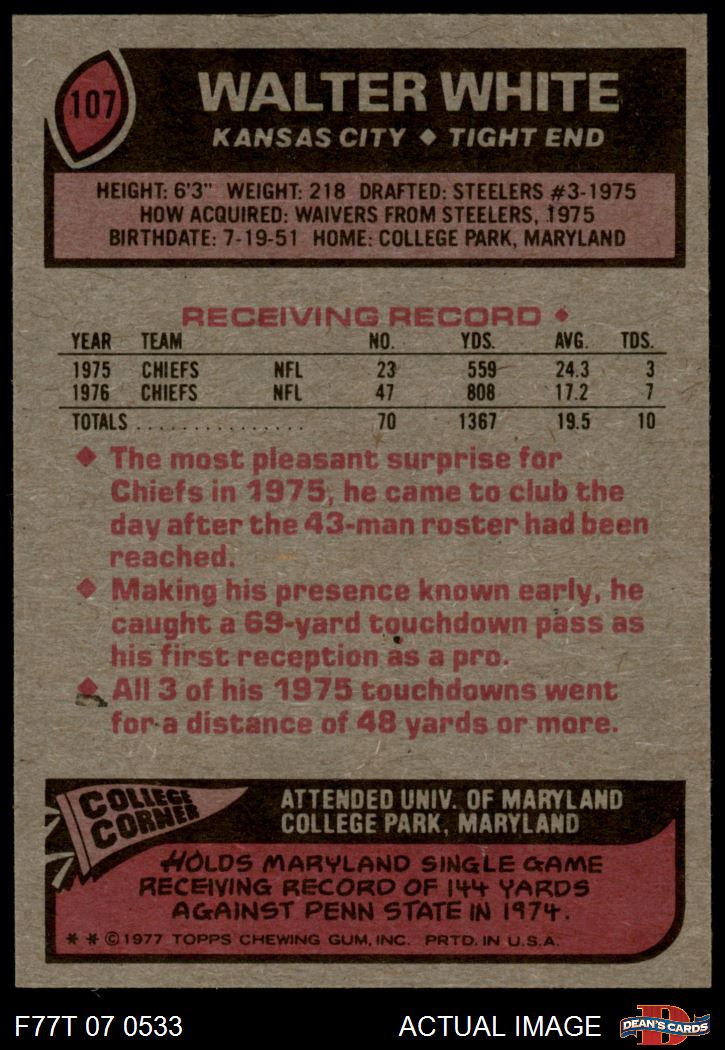 107
WALTER WHITE
KANSAS CITY ◆ TIGHT END
HEIGHT: 6'3" WEIGHT: 218 DRAFTED: STEELERS #3-1975
HOW ACQUIRED: WAIVERS FROM STEELERS, 1975
BIRTHDATE: 7-19-51 HOME: COLLEGE PARK, MARYLAND
RECEIVING RECORD ◆
YEAR TEAM NO. YDS. AVG. TDS.
1975 CHIEFS NFL 23 559 24.3 3
1976 CHIEFS NFL 47 808 17.2 7
TOTALS . . . . . . . . . . . . . . . 70 1367 19.5 10
◆ The most pleasant surprise for
Chiefs in 1975, he came to club the
day after the 43-man roster had been
reached.
◆ Making his presence known early, he
caught a 69-yard touchdown pass as
his first reception as a pro.
◆ All 3 of his 1975 touchdowns went
for a distance of 48 yards or more.
COLLEGE
CORNER
ATTENDED UNIV. OF MARYLAND
COLLEGE PARK, MARYLAND
HOLDS MARYLAND SINGLE GAME
RECEIVING RECORD OF 144 YARDS
AGAINST PENN STATE IN 1974.
* * ©1977 TOPPS CHEWING GUM, INC. PRTD. IN U.S.A.
F77T 07 0533 ACTUAL IMAGE
D
DEAN'S CARDS